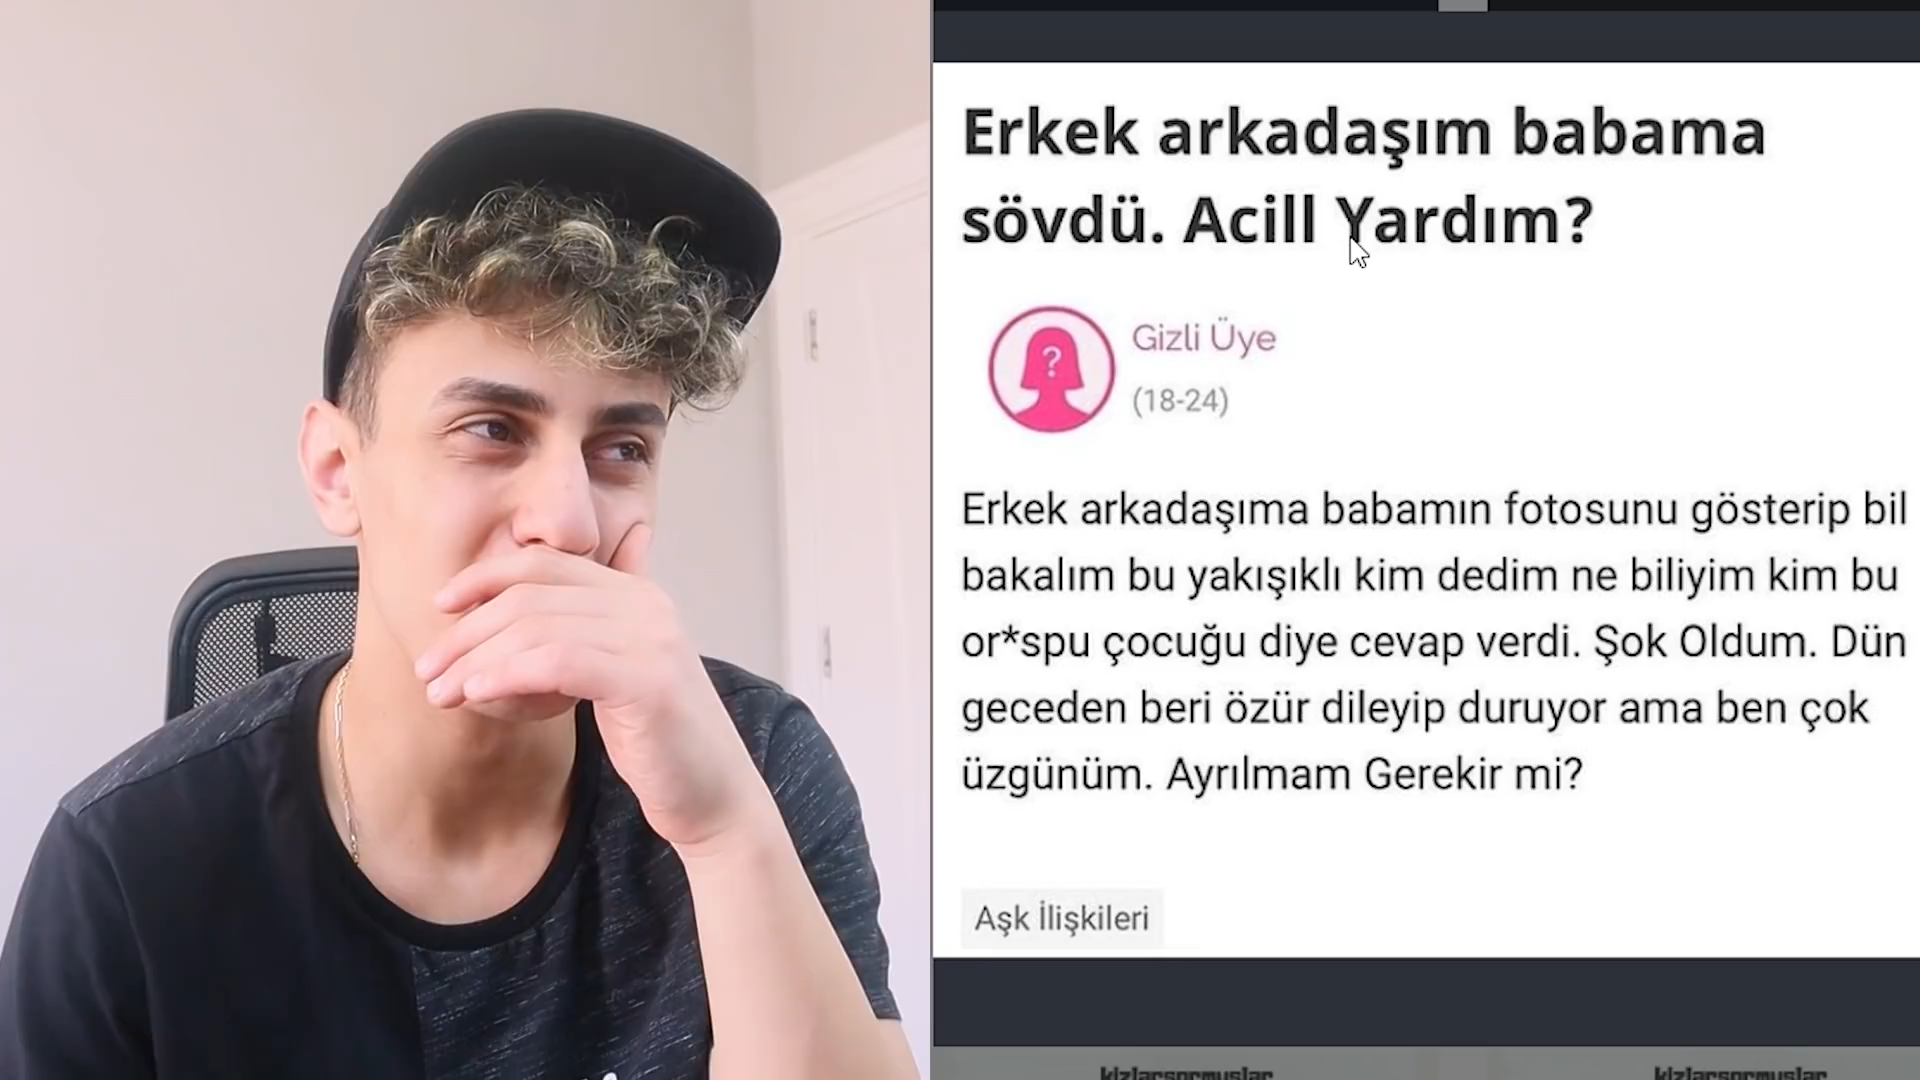 Erkek arkadaşım babama
sövdü. Acill Yardım?
Gizli Üye
(18-24)
Erkek arkadaşıma babamın fotosunu gösterip bil
bakalım bu yakışıklı kim dedim ne biliyim kim bu
or*spu çocuğu diye cevap verdi. Şok Oldum. Dün
geceden beri özür dileyip duruyor ama ben çok
üzgünüm. Ayrılmam Gerekir mi?
Aşk İlişkileri
kizlarsormuslar kizlarsormuslar